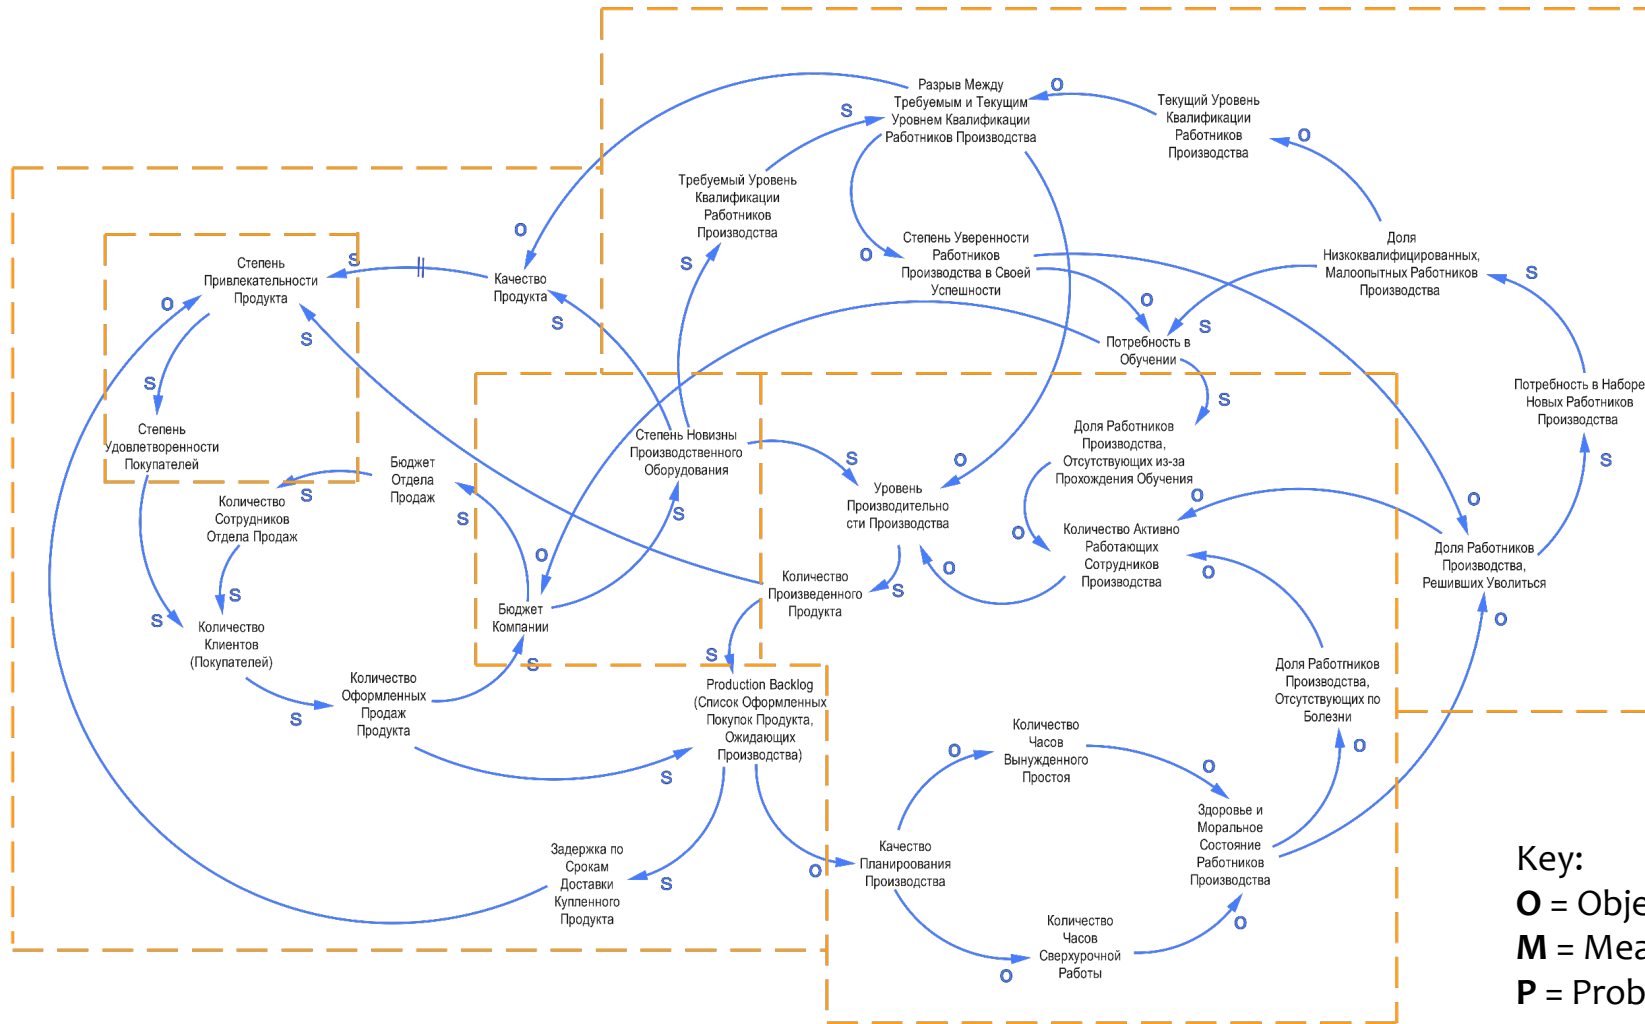 Разрыв Между
Требуемым и Текущим
Уровнем Квалификации
Работников Производства
O
S
O
Текущий Уровень
Квалификации
Работников
Производства
O
Требуемый Уровень
Квалификации
Работников
Производства
S
O
Степень Уверенности
Работников
Производства в Своей
Успешности
O
Доля
Низкоквалифицированных,
Малоопытных Работников
Производства
S
Степень
Привлекательности
Продукта
S
O
S
Качество
Продукта
S
O
S
Потребность в
Обучении
S
Потребность в Наборе
Новых Работников
Производства
S
S
Степень
Удовлетворенности
Покупателей
Бюджет
Отдела
Продаж
S
S
Степень Новизны
Производственного
Оборудования
S
S
O
Доля Работников
Производства,
Отсутствующих из-за
Прохождения Обучения
Количество
Сотрудников
Отдела Продаж
Уровень
Производительно
сти Производства
O
O
O
Количество Активно
Работающих
Сотрудников
Производства
O
Доля Работников
Производства,
Решивших Уволиться
O
S
S
Количество
Клиентов
(Покупателей)
O
Бюджет
Компании
S
Количество
Произведенного
Продукта
S
O
S
S
Количество
Оформленных
Продаж
Продукта
Production Backlog
(Список Оформленных
Покупок Продукта,
Ожидающих
Производства)
S
Доля Работгников
Производства,
Отсутствующих по
Болезни
O
O
Количество
Часов
Вынужденного
Простоя
O
Здоровье и
Моральное
Состояние
Работников
Производства
Задержка по
Срокам
Доставки
Купленного
Продукта
S
O
Качество
Планироования
Производства
O
Количество
Часов
Сверхурочной
Работы
O
Key:
O = Obje
M = Mea
P = Prob